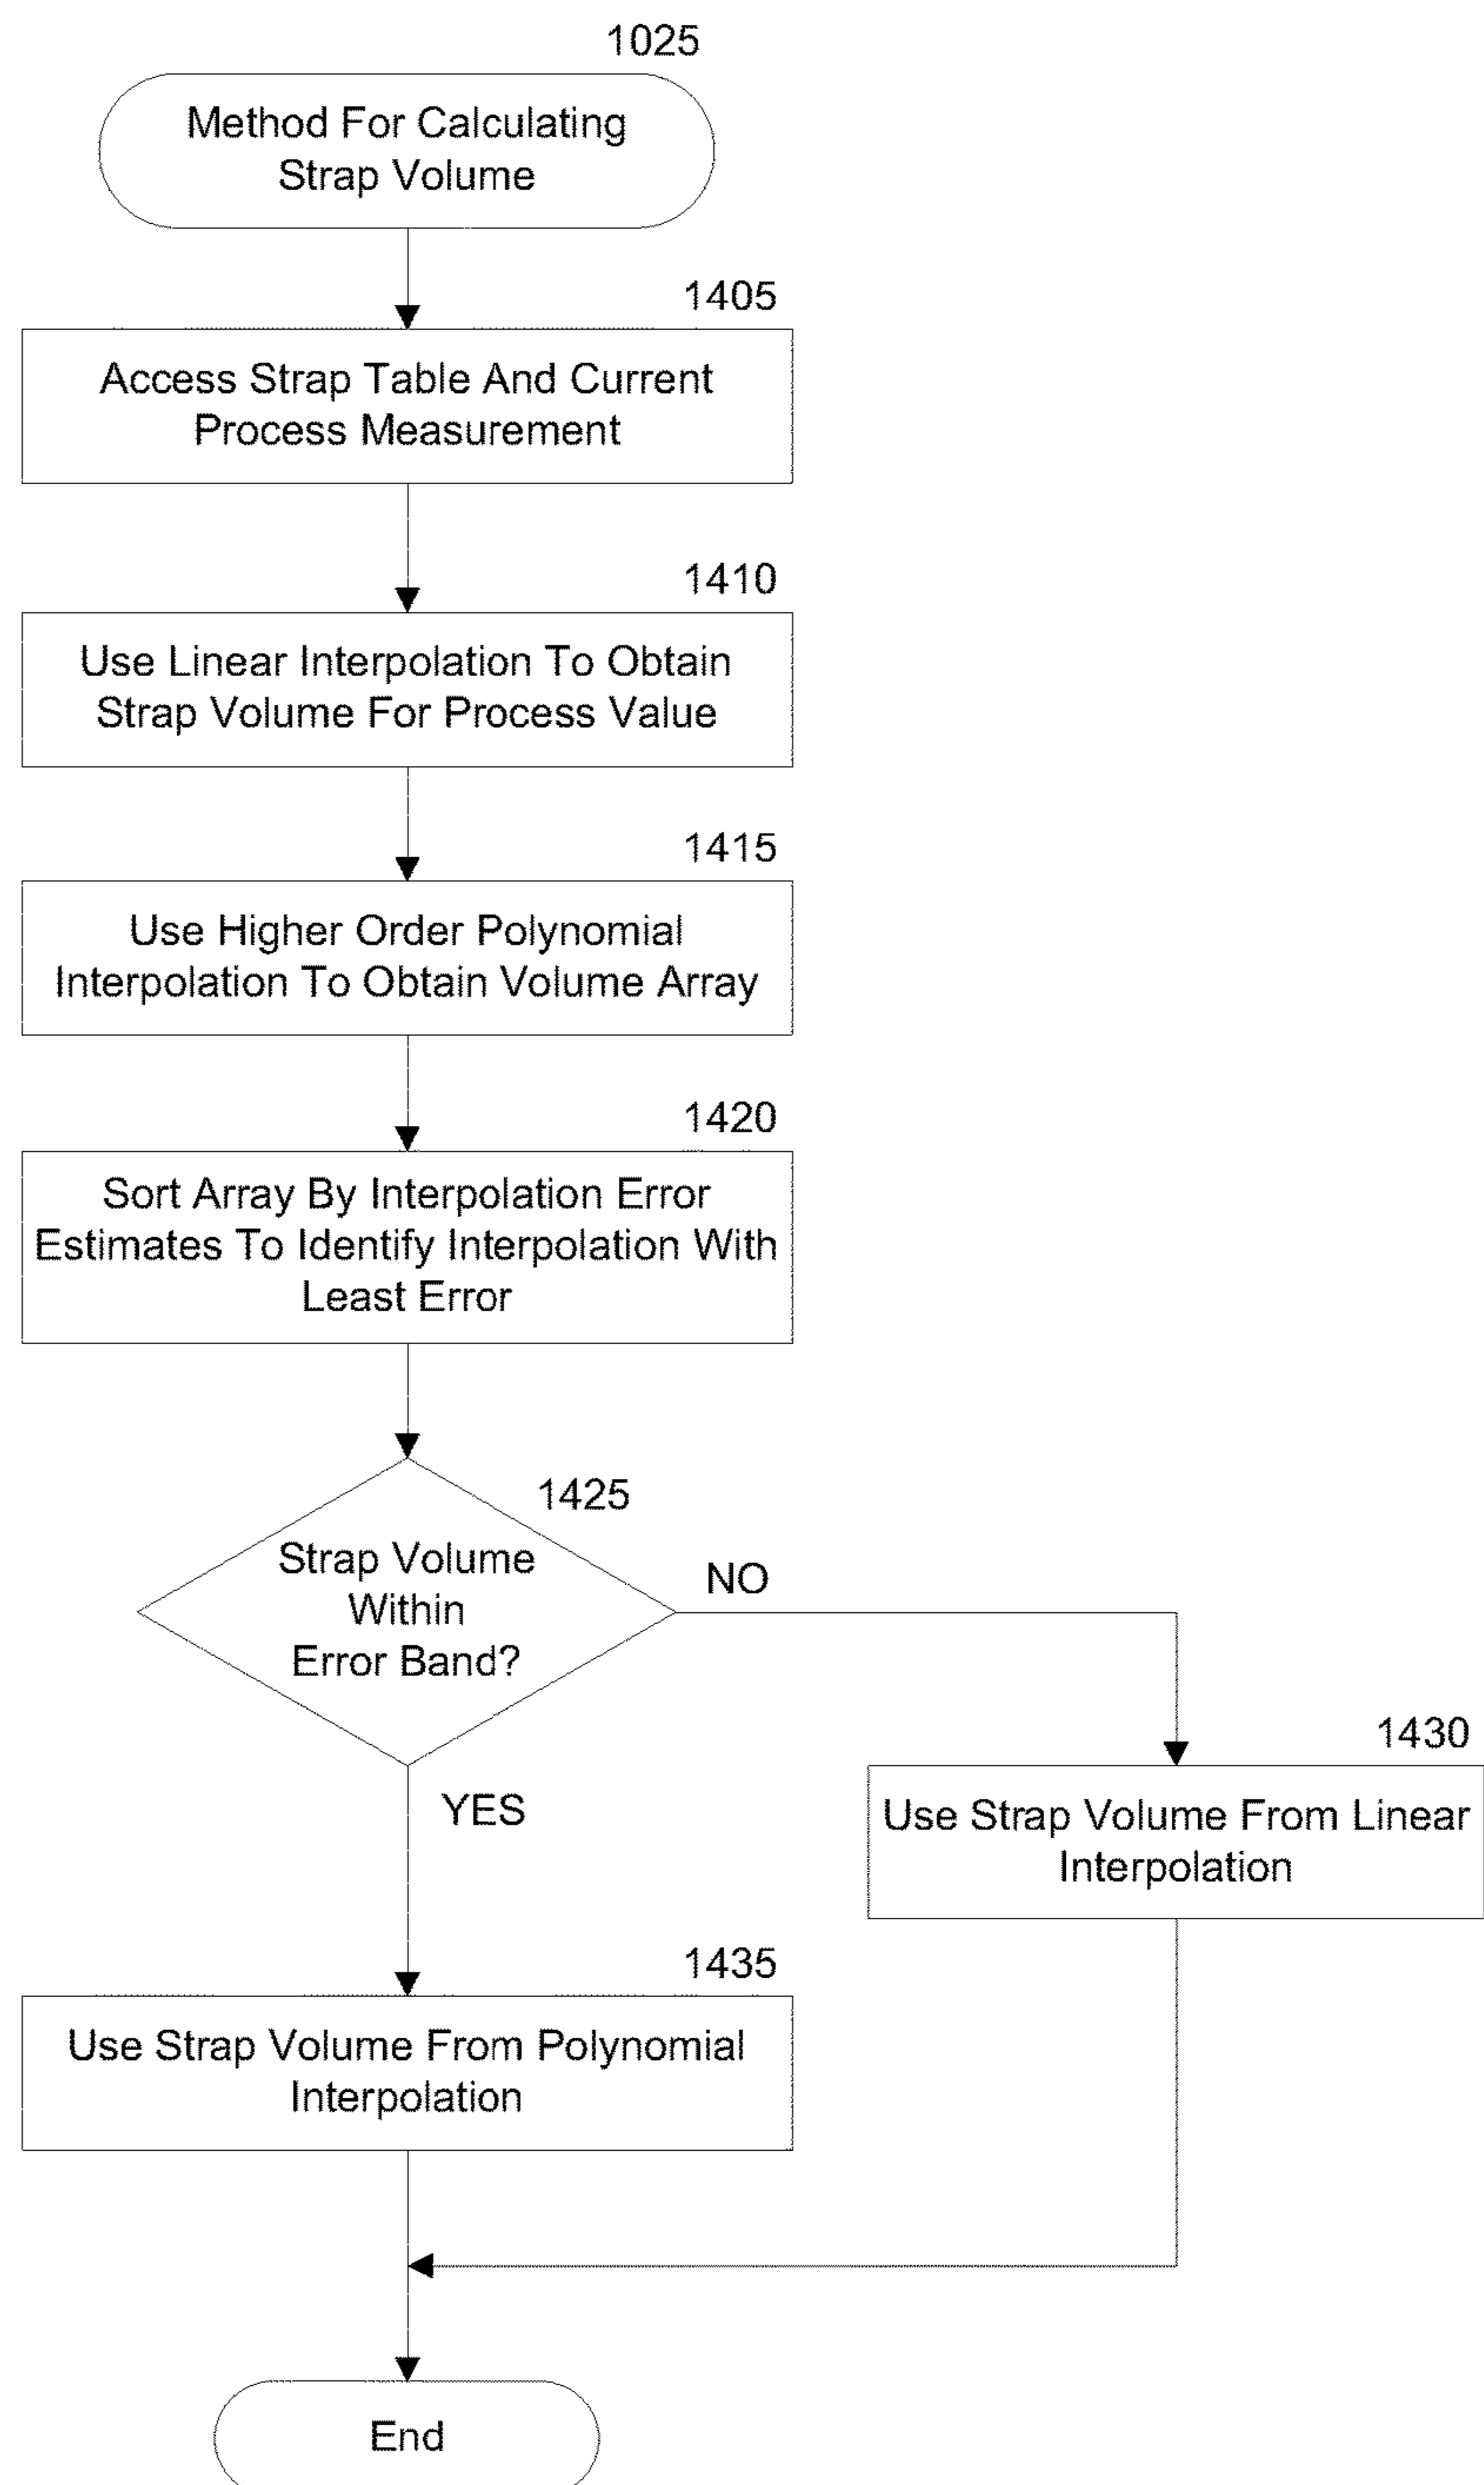 1025
Method For Calculating
Strap Volume
1405
Access Strap Table And Current
Process Measurement
1410
Use Linear Interpolation To Obtain
Strap Volume For Process Value
1415
Use Higher Order Polynomial
Interpolation To Obtain Volume Array
1420
Sort Array By Interpolation Error
Estimates To Identify Interpolation With
Least Error
1425
Strap Volume
Within
Error Band?
NO
1430
Use Strap Volume From Linear
Interpolation
YES
1435
Use Strap Volume From Polynomial
Interpolation
End